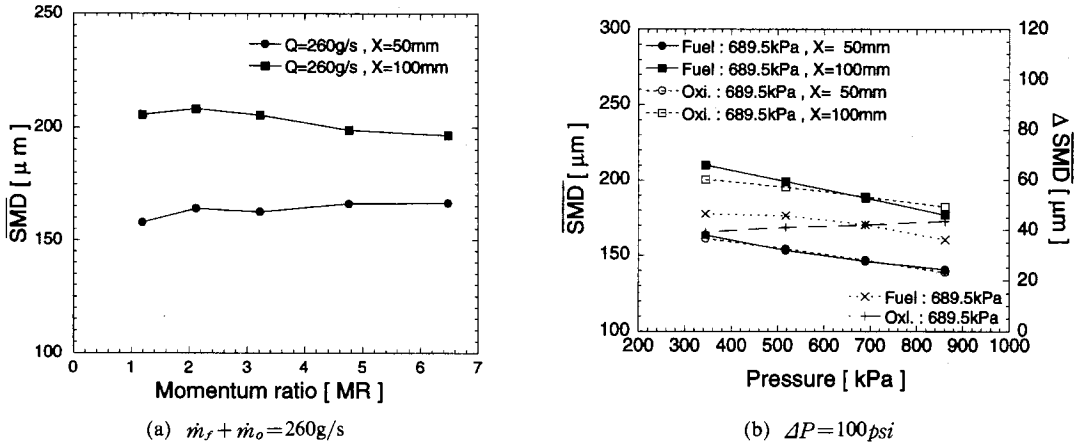 250
200
150
100
SMD [ μ m ]
Q=260g/s , X=50mm
Q=260g/s , X=100mm
0 1 2 3 4 5 6 7
Momentum ratio [ MR ]
(a) ṁf + ṁo = 260g/s
300
250
200
150
100
SMD [ μm ]
Fuel : 689.5kPa , X= 50mm
Fuel : 689.5kPa , X=100mm
Oxi. : 689.5kPa , X= 50mm
Oxi. : 689.5kPa , X=100mm
Fuel : 689.5kPa
Oxi. : 689.5kPa
120
100
80
60
40
20
0
Δ SMD [ μm ]
200 300 400 500 600 700 800 900 1000
Pressure [ kPa ]
(b) ΔP = 100psi